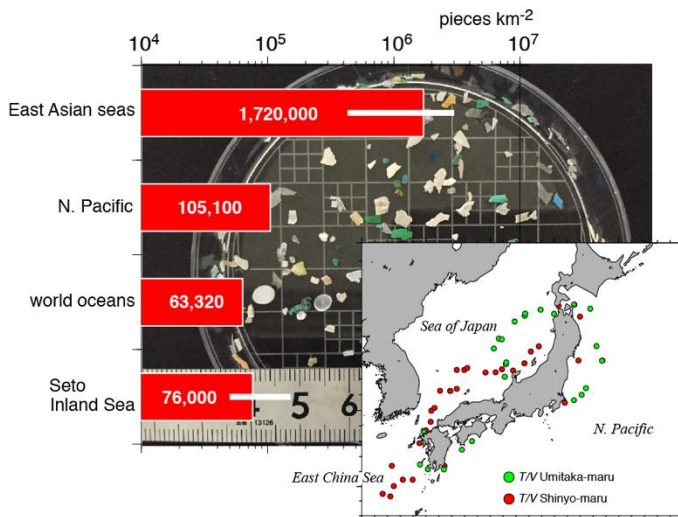 pieces km-2
10^4 10^5 10^6 10^7
East Asian seas
1,720,000
N. Pacific
105,100
world oceans
63,320
Seto
Inland Sea
76,000
4 5 6
13128
Sea of Japan
N. Pacific
East China Sea
T/V Umitaka-maru
T/V Shinyo-maru